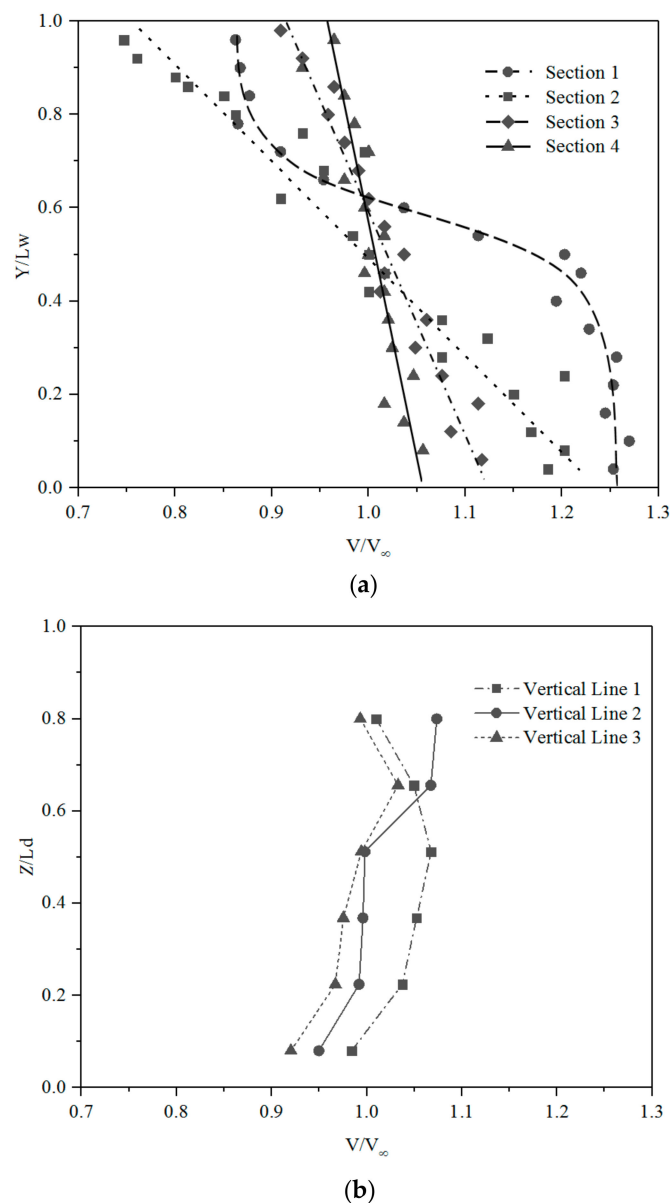 1.0
0.8
0.6
0.4
0.2
0.0
Y/Lw
Section 1
Section 2
Section 3
Section 4
0.7 0.8 0.9 1.0 1.1 1.2 1.3
V/V∞
(a)
1.0
0.8
0.6
0.4
0.2
0.0
Z/Ld
Vertical Line 1
Vertical Line 2
Vertical Line 3
0.7 0.8 0.9 1.0 1.1 1.2 1.3
V/V∞
(b)